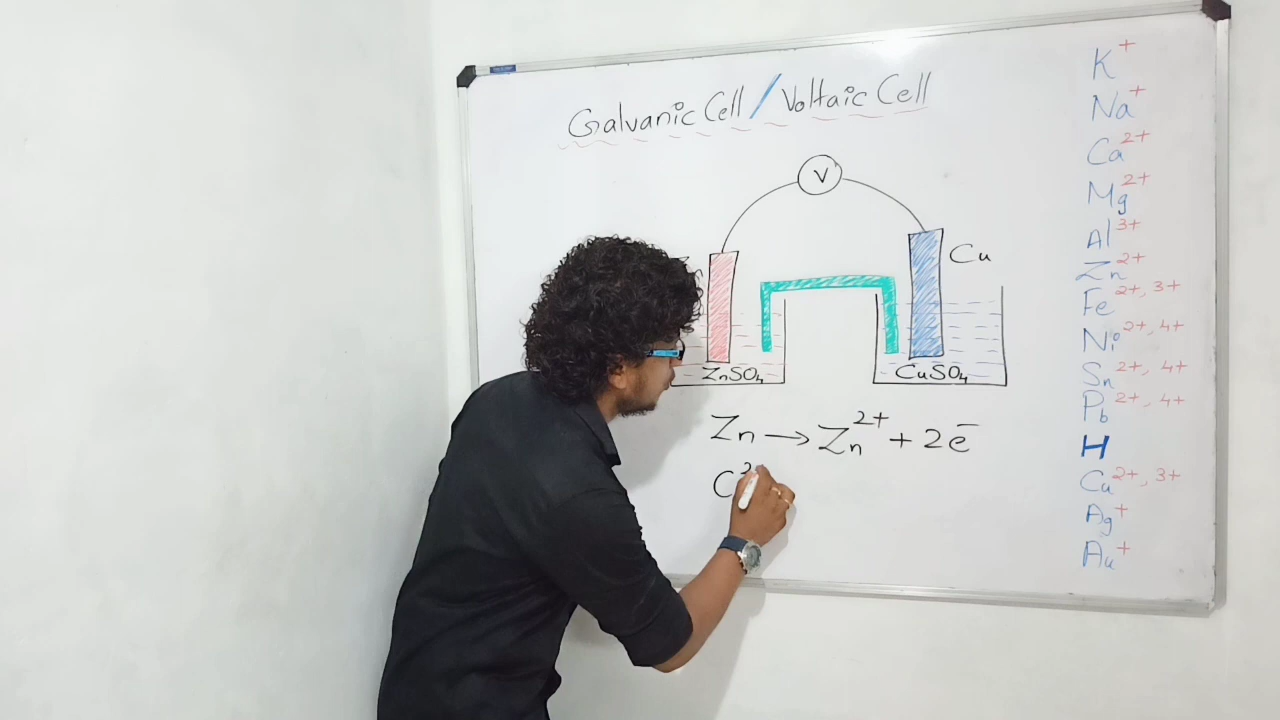 Galvanic Cell / Voltaic Cell
V
Cu
ZnSO₄
CuSO₄
Zn → Zn²⁺ + 2e⁻
C²
K⁺
Na⁺
Ca²⁺
Mg²⁺
Al³⁺
Zn²⁺
Fe²⁺, ³⁺
Ni²⁺, ⁴⁺
Sn²⁺, ⁴⁺
Pb²⁺, ⁴⁺
H
Cu²⁺, ³⁺
Ag⁺
Au⁺